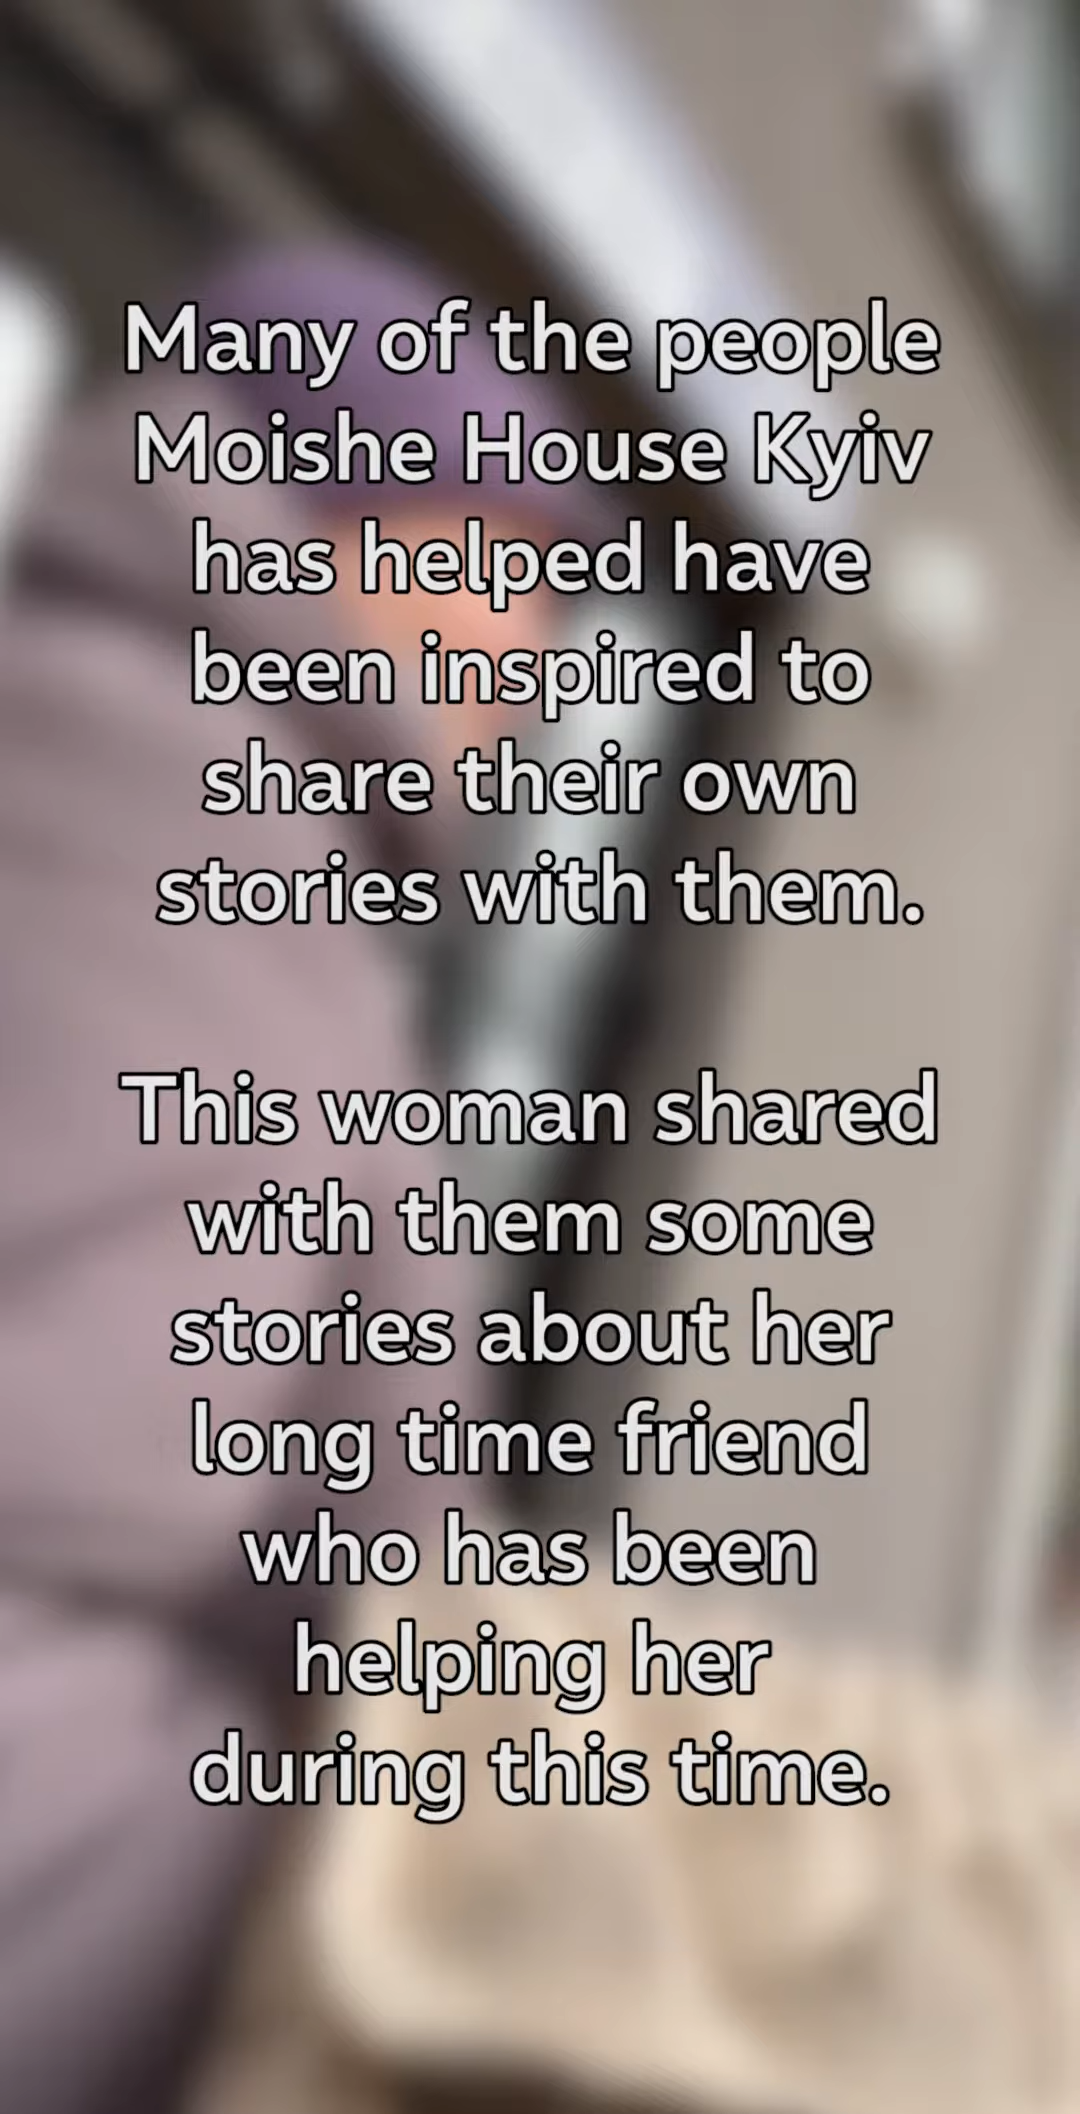 Many of the people
Moishe House Kyiv
has helped have
been inspired to
share their own
stories with them.
This woman shared
with them some
stories about her
long time friend
who has been
helping her
during this time.